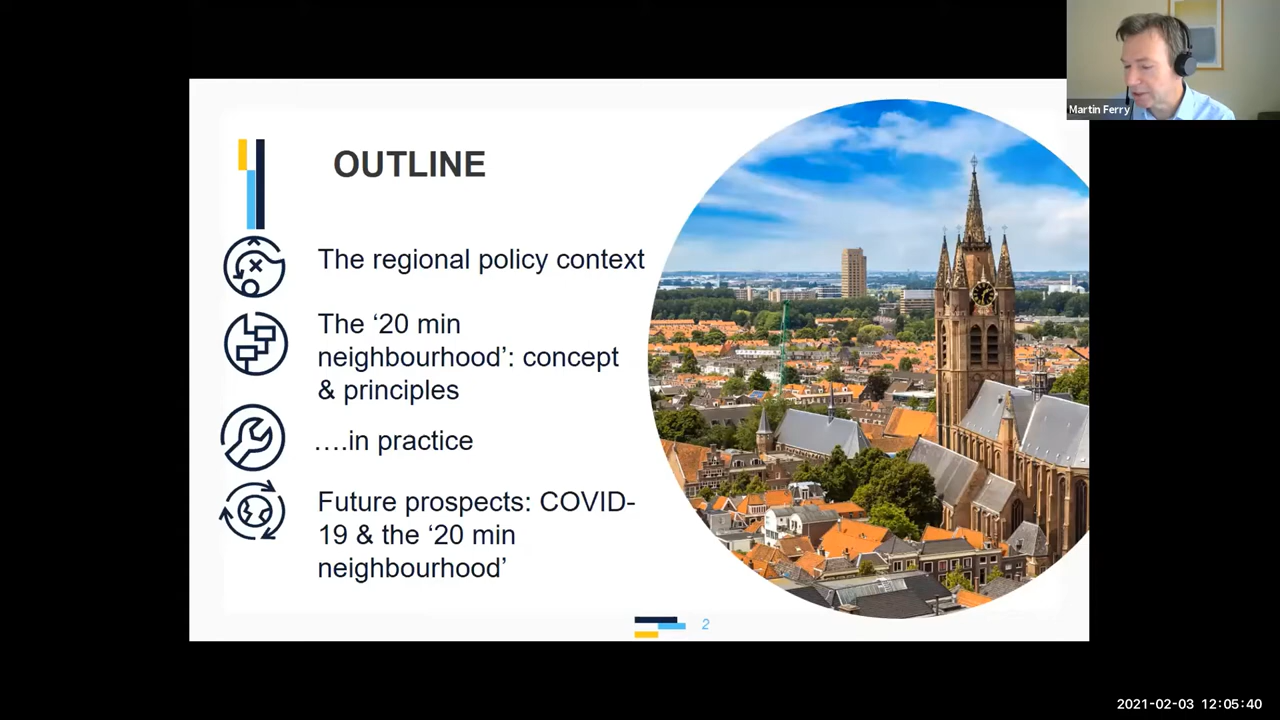 Martin Ferry
OUTLINE
The regional policy context
The ‘20 min
neighbourhood’: concept
& principles
….in practice
Future prospects: COVID-
19 & the ‘20 min
neighbourhood’
2
2021-02-03 12:05:40